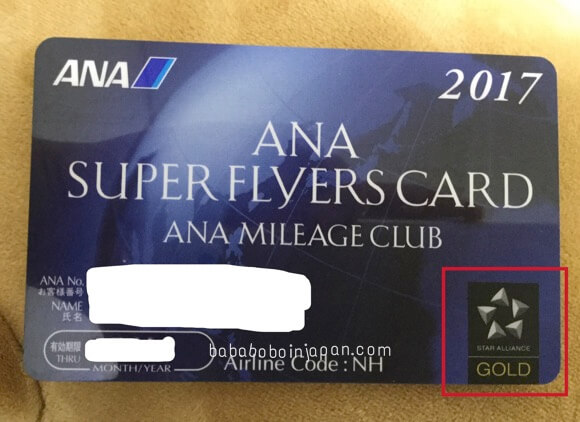 ANA
2017
ANA
SUPER FLYERS CARD
ANA MILEAGE CLUB
ANA No.
お客様番号
NAME
氏名
有効期限
THRU
MONTH/YEAR
bababoboinjapan.com
Airline Code : NH
STAR ALLIANCE
GOLD